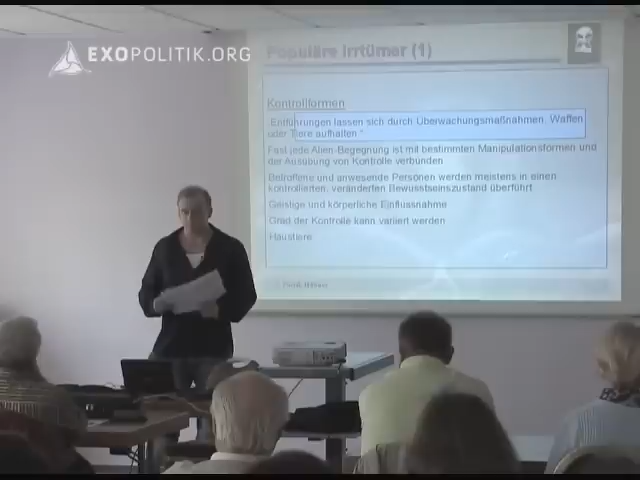 EXOPOLITIK.ORG
Populäre Irrtümer (1)
Kontrollformen
„Entführungen lassen sich durch Überwachungsmaßnahmen, Waffen
oder Tiere aufhalten.“
Fast jede Alien-Begegnung ist mit bestimmten Manipulationsformen und
der Ausübung von Kontrolle verbunden
Betroffene und anwesende Personen werden meistens in einen
kontrollierten, veränderten Bewusstseinszustand überführt
Geistige und körperliche Einflussnahme
Grad der Kontrolle kann variiert werden
Haustiere